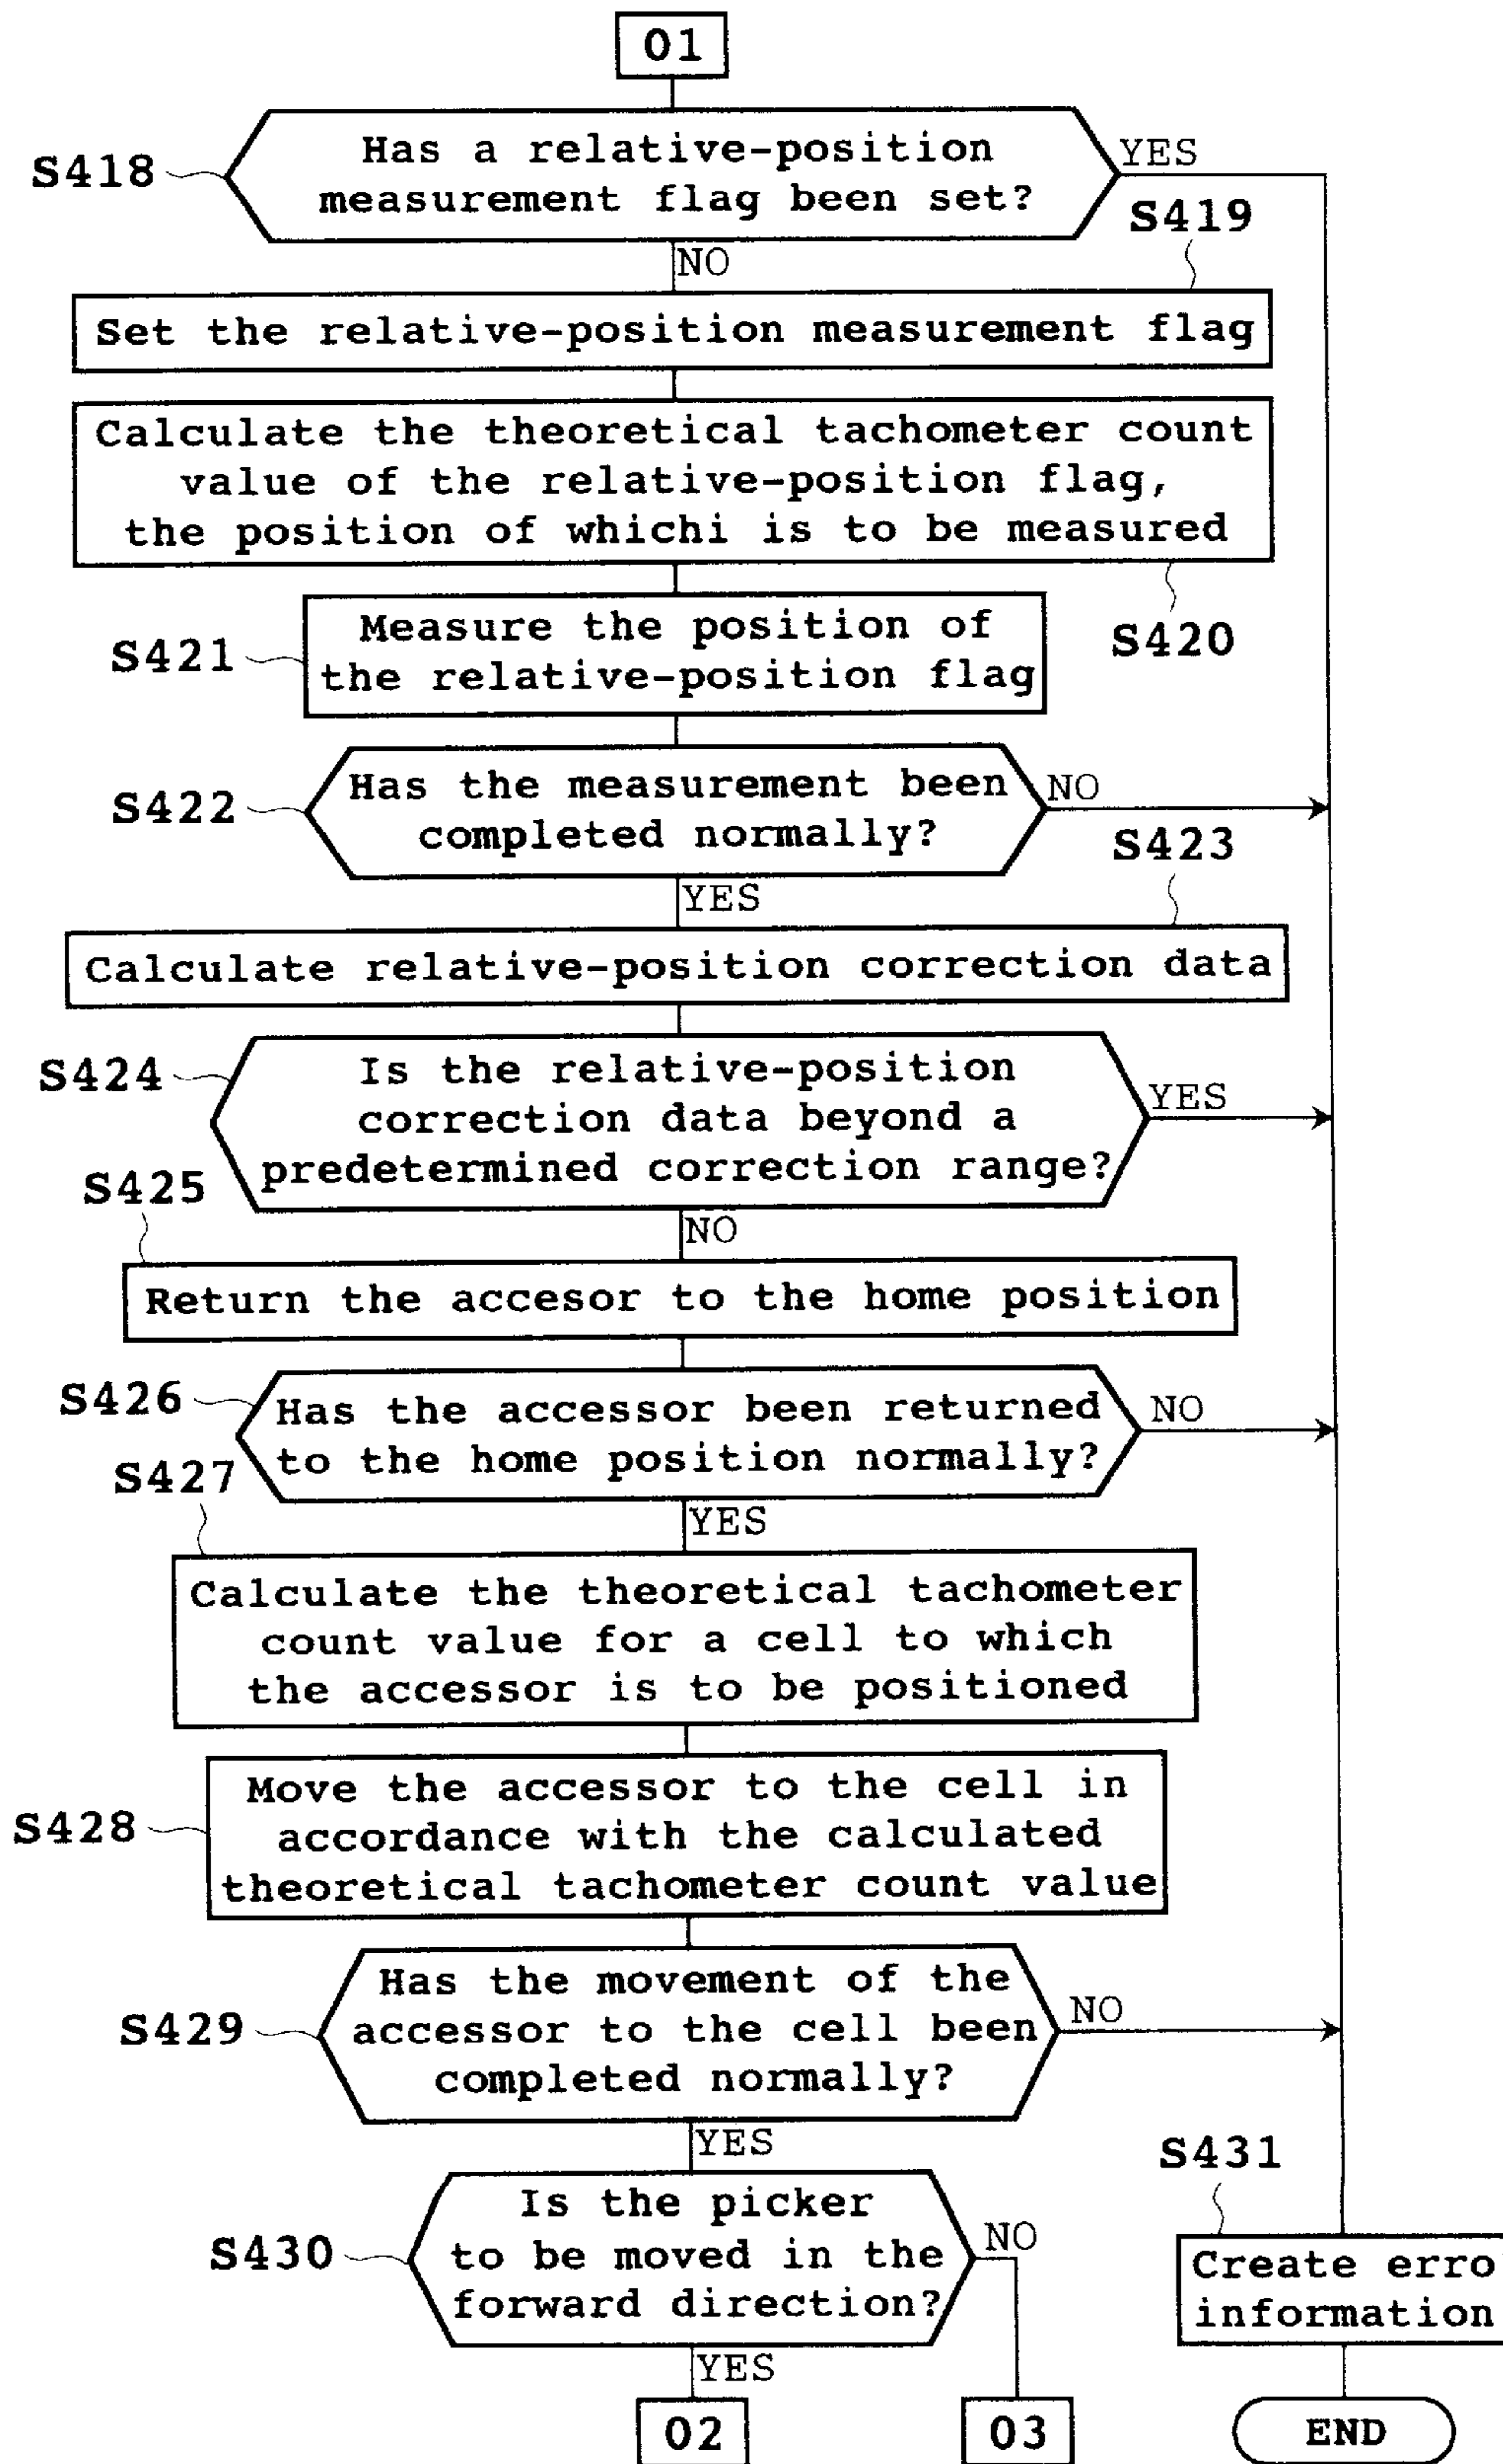 01
S418
Has a relative-position
measurement flag been set?
YES
NO
S419
Set the relative-position measurement flag
Calculate the theoretical tachometer count
value of the relative-position flag,
the position of whichi is to be measured
S420
S421
Measure the position of
the relative-position flag
S422
Has the measurement been
completed normally?
NO
YES
S423
Calculate relative-position correction data
S424
Is the relative-position
correction data beyond a
predetermined correction range?
YES
NO
S425
Return the accesor to the home position
S426
Has the accessor been returned
to the home position normally?
NO
YES
S427
Calculate the theoretical tachometer
count value for a cell to which
the accessor is to be positioned
S428
Move the accessor to the cell in
accordance with the calculated
theoretical tachometer count value
S429
Has the movement of the
accessor to the cell been
completed normally?
NO
YES
S430
Is the picker
to be moved in the
forward direction?
NO
YES
S431
Create erro
information
02
03
END